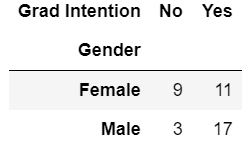 Grad Intention No Yes
Gender
Female 9 11
Male 3 17